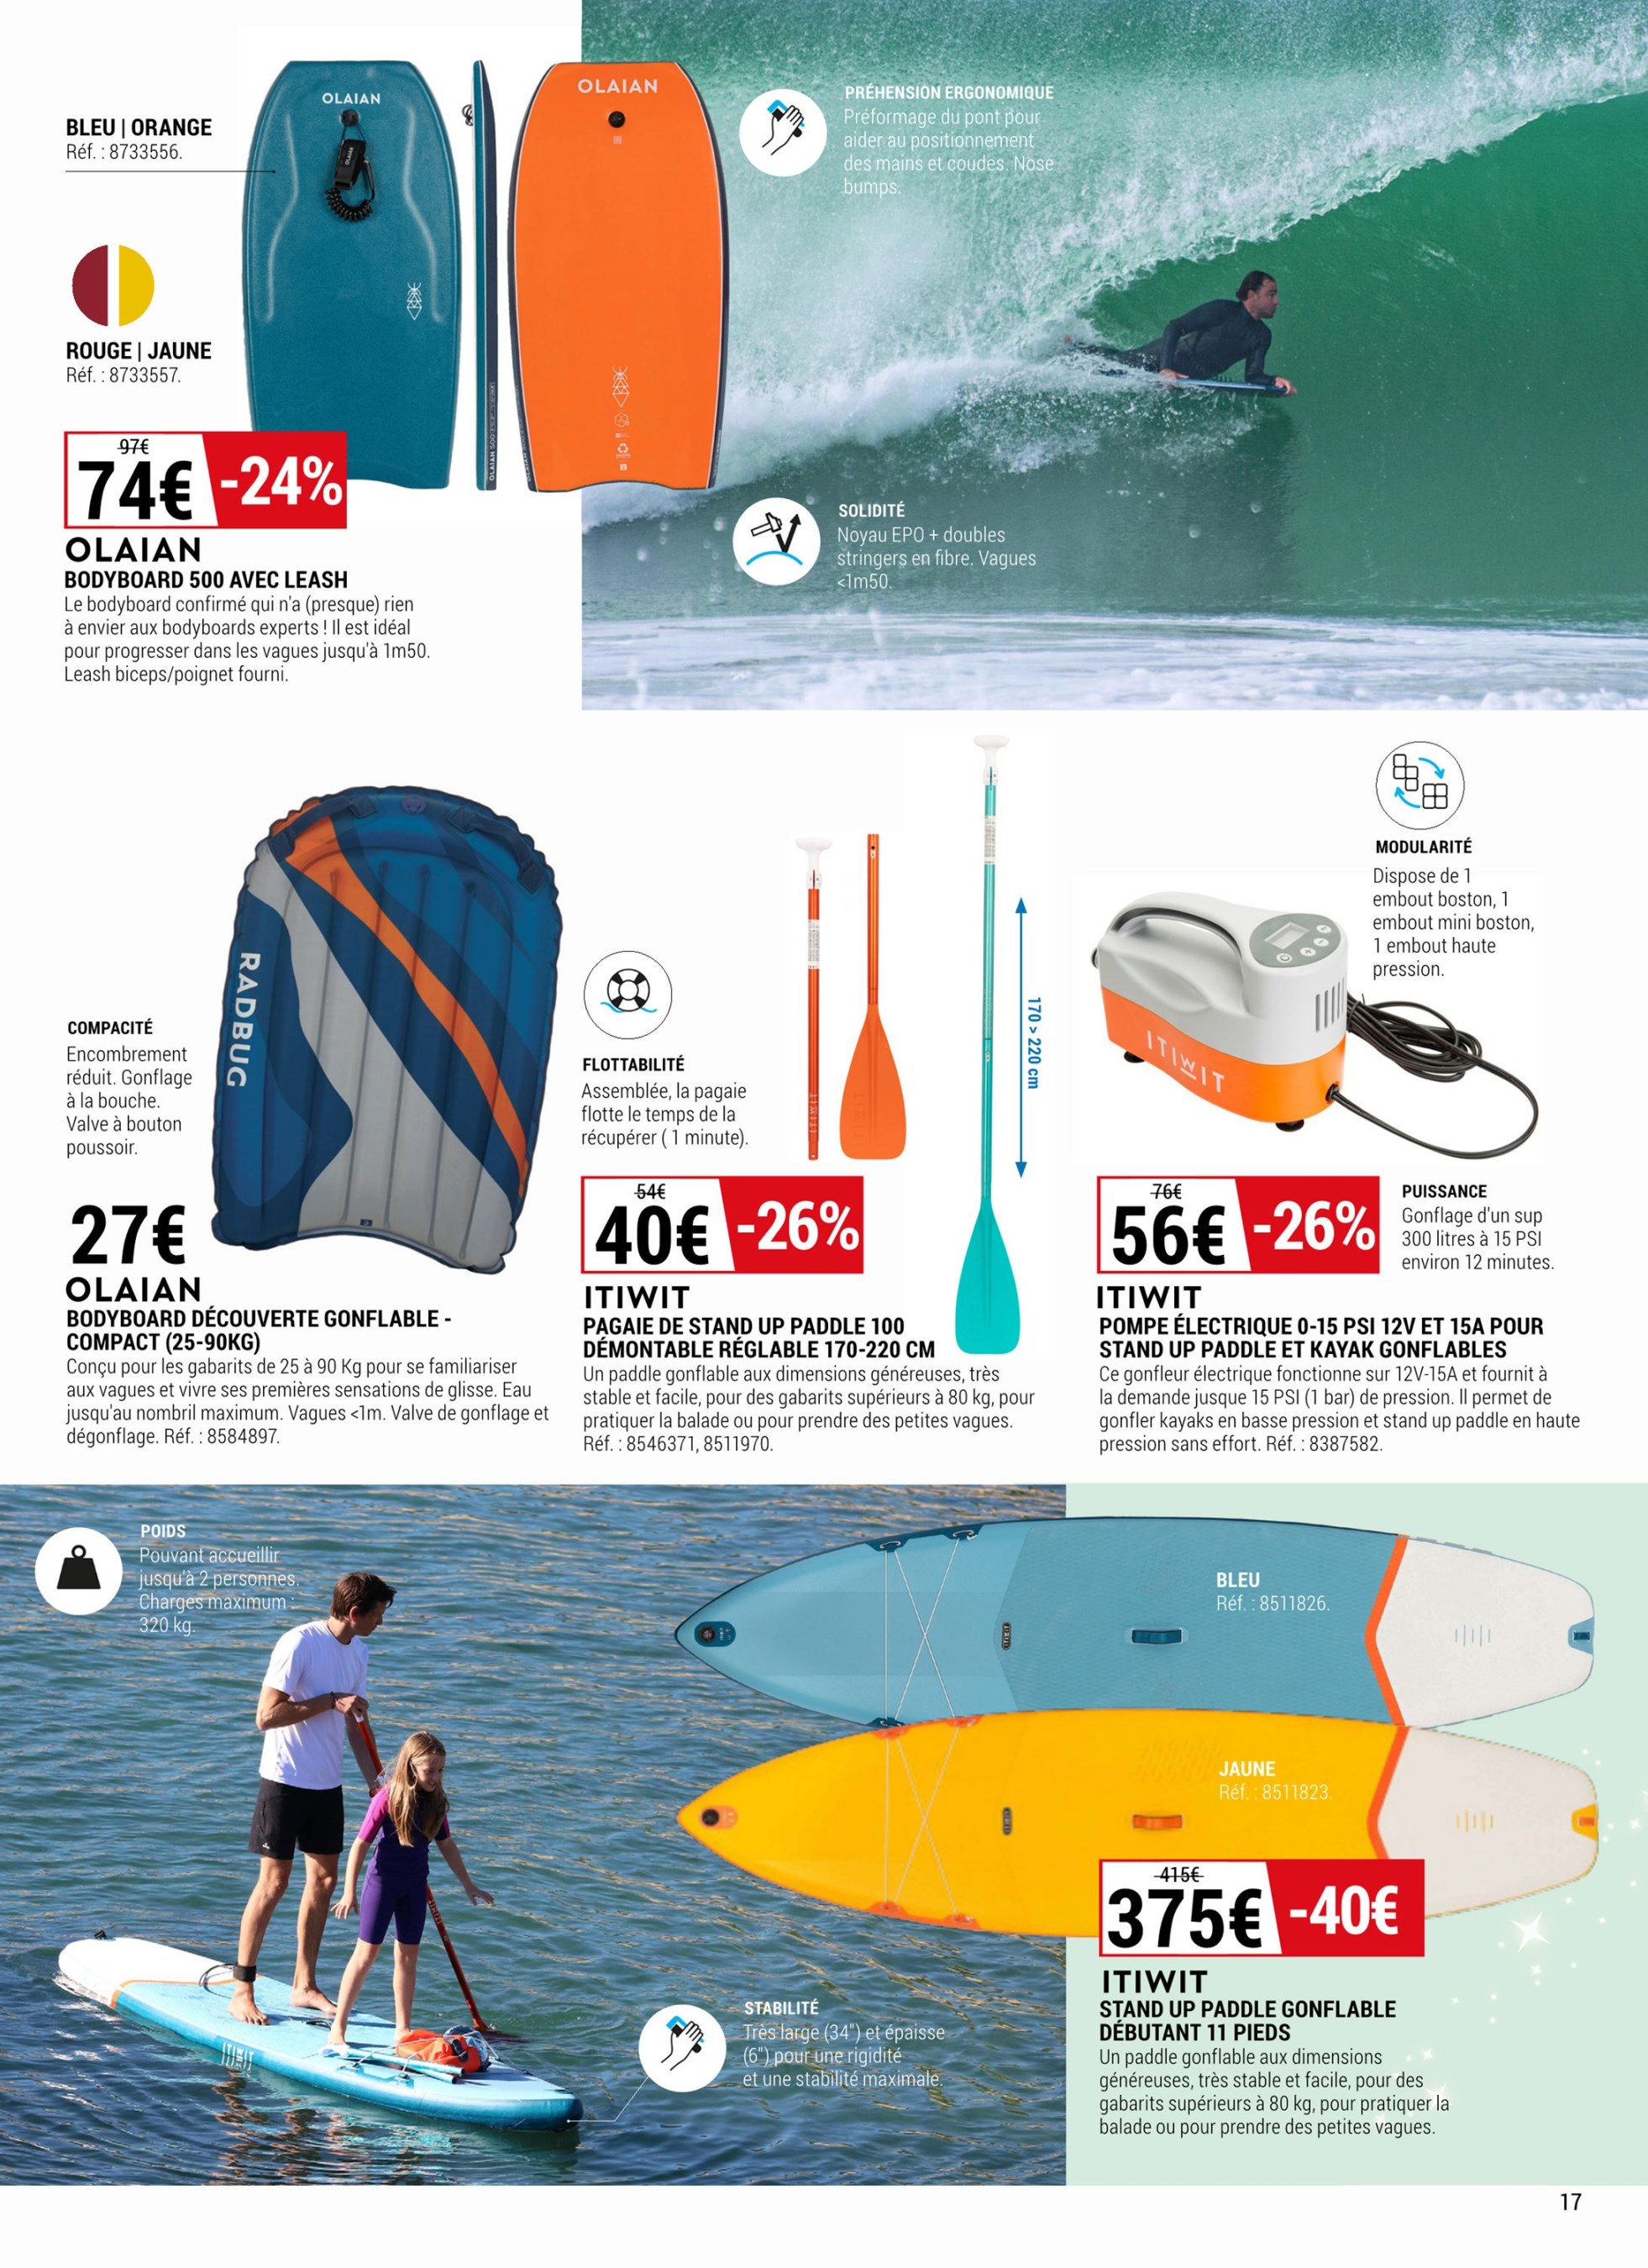 BLEU | ORANGE
Réf. : 8733556.
ROUGE | JAUNE
Réf. : 8733557.
OLAIAN
OLAIAN
PRÉHENSION ERGONOMIQUE
Préformage du pont pour
aider au positionnement
des mains et coudes. Nose
bumps.
97€
74€ -24%
OLAIAN
BODYBOARD 500 AVEC LEASH
Le bodyboard confirmé qui n'a (presque) rien
à envier aux bodyboards experts ! Il est idéal
pour progresser dans les vagues jusqu'à 1m50.
Leash biceps/poignet fourni.
SOLIDITÉ
Noyau EPO + doubles
stringers en fibre. Vagues
<1m50.
COMPACITÉ
Encombrement
réduit. Gonflage
à la bouche.
Valve à bouton
poussoir.
RADBUG
27€
OLAIAN
BODYBOARD DÉCOUVERTE GONFLABLE -
COMPACT (25-90KG)
Conçu pour les gabarits de 25 à 90 Kg pour se familiariser
aux vagues et vivre ses premières sensations de glisse. Eau
jusqu'au nombril maximum. Vagues <1m. Valve de gonflage et
dégonflage. Réf. : 8584897.
FLOTTABILITÉ
Assemblée, la pagaie
flotte le temps de la
récupérer ( 1 minute).
170 > 220 cm
54€
40€ -26%
ITIWIT
PAGAIE DE STAND UP PADDLE 100
DÉMONTABLE RÉGLABLE 170-220 CM
Un paddle gonflable aux dimensions généreuses, très
stable et facile, pour des gabarits supérieurs à 80 kg, pour
pratiquer la balade ou pour prendre des petites vagues.
Réf. : 8546371, 8511970.
MODULARITÉ
Dispose de 1
embout boston, 1
embout mini boston,
1 embout haute
pression.
ITIWIT
76€
56€ -26%
PUISSANCE
Gonflage d'un sup
300 litres à 15 PSI
environ 12 minutes.
ITIWIT
POMPE ÉLECTRIQUE 0-15 PSI 12V ET 15A POUR
STAND UP PADDLE ET KAYAK GONFLABLES
Ce gonfleur électrique fonctionne sur 12V-15A et fournit à
la demande jusque 15 PSI (1 bar) de pression. Il permet de
gonfler kayaks en basse pression et stand up paddle en haute
pression sans effort. Réf. : 8387582.
POIDS
Pouvant accueillir
jusqu'à 2 personnes.
Charges maximum :
320 kg.
BLEU
Réf. : 8511826.
JAUNE
Réf. : 8511823.
ITIWIT
STABILITÉ
Très large (34") et épaisse
(6") pour une rigidité
et une stabilité maximale.
415€
375€ -40€
ITIWIT
STAND UP PADDLE GONFLABLE
DÉBUTANT 11 PIEDS
Un paddle gonflable aux dimensions
généreuses, très stable et facile, pour des
gabarits supérieurs à 80 kg, pour pratiquer la
balade ou pour prendre des petites vagues.
17